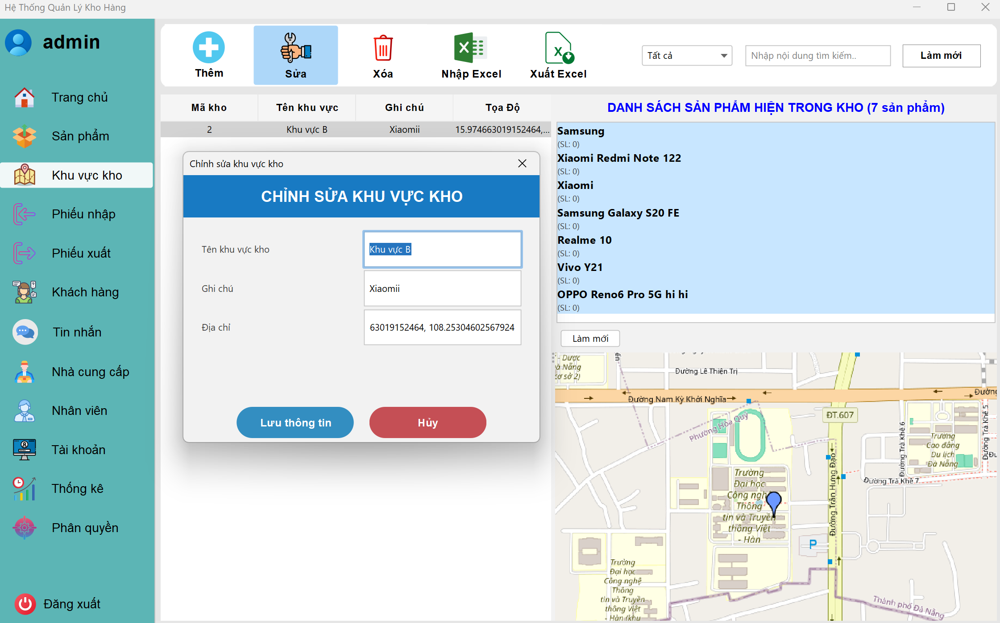 Hệ Thống Quản Lý Kho Hàng
admin
Trang chủ
Sản phẩm
Khu vực kho
Phiếu nhập
Phiếu xuất
Khách hàng
Tin nhắn
Nhà cung cấp
Nhân viên
Tài khoản
Thống kê
Phân quyền
Đăng xuất
Thêm
Sửa
Xóa
Nhập Excel
Xuất Excel
Tất cả
Nhập nội dung tìm kiếm..
Làm mới
Mã kho Tên khu vực Ghi chú Tọa Độ
2 Khu vực B Xiaomii 15.974663019152464,...
Chỉnh sửa khu vực kho
CHỈNH SỬA KHU VỰC KHO
Tên khu vực kho
Khu vực B
Ghi chú
Xiaomii
Địa chỉ
63019152464, 108.25304602567924
Lưu thông tin
Hủy
DANH SÁCH SẢN PHẨM HIỆN TRONG KHO (7 sản phẩm)
Samsung
(SL: 0)
Xiaomi Redmi Note 122
(SL: 0)
Xiaomi
(SL: 0)
Samsung Galaxy S20 FE
(SL: 0)
Realme 10
(SL: 0)
Vivo Y21
(SL: 0)
OPPO Reno6 Pro 5G hi hi
(SL: 0)
Làm mới
- Dược
à Nẵng
cơ sở 2)
Đường Lê Thiện Trị
Đường Nam Kỳ Khởi Nghĩa
Đường
Phường Hòa Quý
ĐT.607
Đường Trà Khê 6
Đường Trà Khê 5
Trường
Cao đẳng
Du lịch
Đà Nẵng
Đường Trà Khê 7
Đường Trần Hưng Đạo
Trường
Đại học
Công nghệ
Thông
tin và Truyền
thông Việt
- Hàn
P
Trường
Đại học
Công nghệ
Thông
tin và Truyền
thông Việt
- Hàn (khu
Thành phố Đà Nẵng